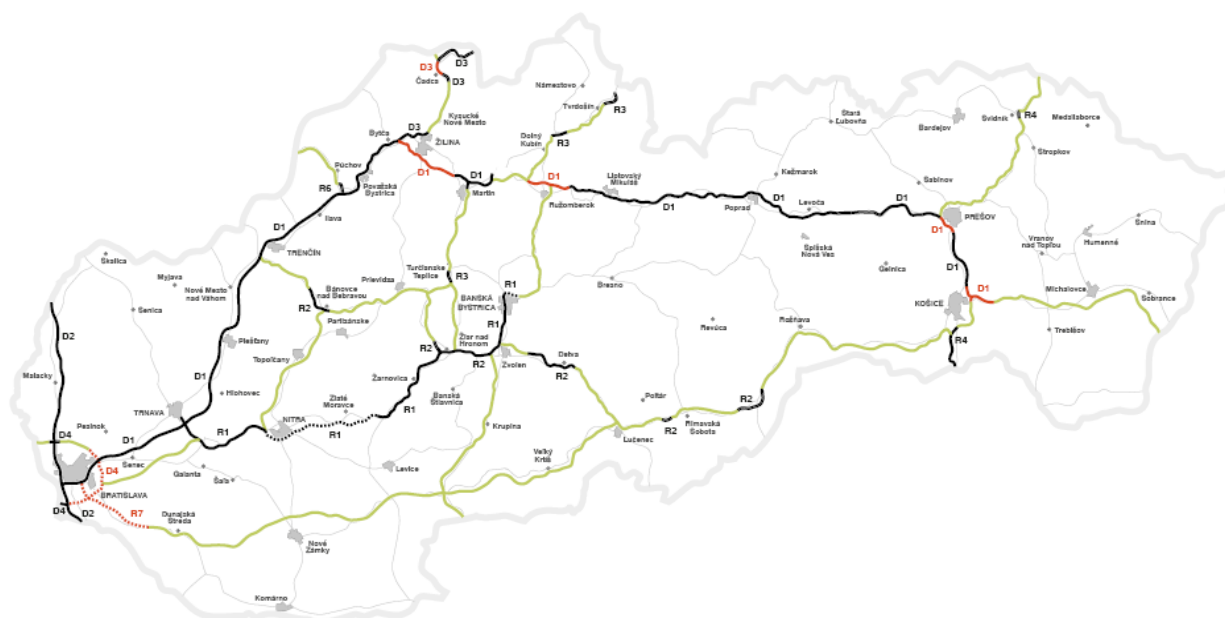 D3
D3
Čadca
D3
Námestovo
Tvrdošín
R3
Kysucké
Nové Mesto
D3
Bytča
ŽILINA
Dolný
Kubín
R3
Stará
Ľubovňa
Bardejov
Svidník
R4
Medzilaborce
Stropkov
Púchov
R6
Považská
Bystrica
D1
D1
Martin
D1
Ružomberok
Liptovský
Mikuláš
D1
Kežmarok
Poprad
D1
Levoča
Sabinov
D1
PREŠOV
D1
Snina
Humenné
Vranov
nad Topľou
Ilava
D1
TRENČÍN
Skalica
Myjava
Nové Mesto
nad Váhom
Senica
Prievidza
Turčianske
Teplice
R3
Bánovce
nad Bebravou
R2
Partizánske
R1
BANSKÁ
BYSTRICA
Brezno
Spišská
Nová Ves
Gelnica
D1
D1
KOŠICE
Michalovce
Sobrance
Trebišov
R4
D2
Malacky
Piešťany
Topoľčany
D1
Hlohovec
R1
Žiar nad
Hronom
R2
R2
Zvolen
Detva
R2
Revúca
Rožňava
Žarnovica
Banská
Štiavnica
Zlaté
Moravce
R1
R1
TRNAVA
NITRA
R1
Pezinok
D4
D1
Senec
D4
BRATISLAVA
Galanta
Šaľa
Levice
Krupina
Veľký
Krtíš
Lučenec
Poltár
R2
Rimavská
Sobota
R2
D4
D2
R7
Dunajská
Streda
Nové
Zámky
Komárno